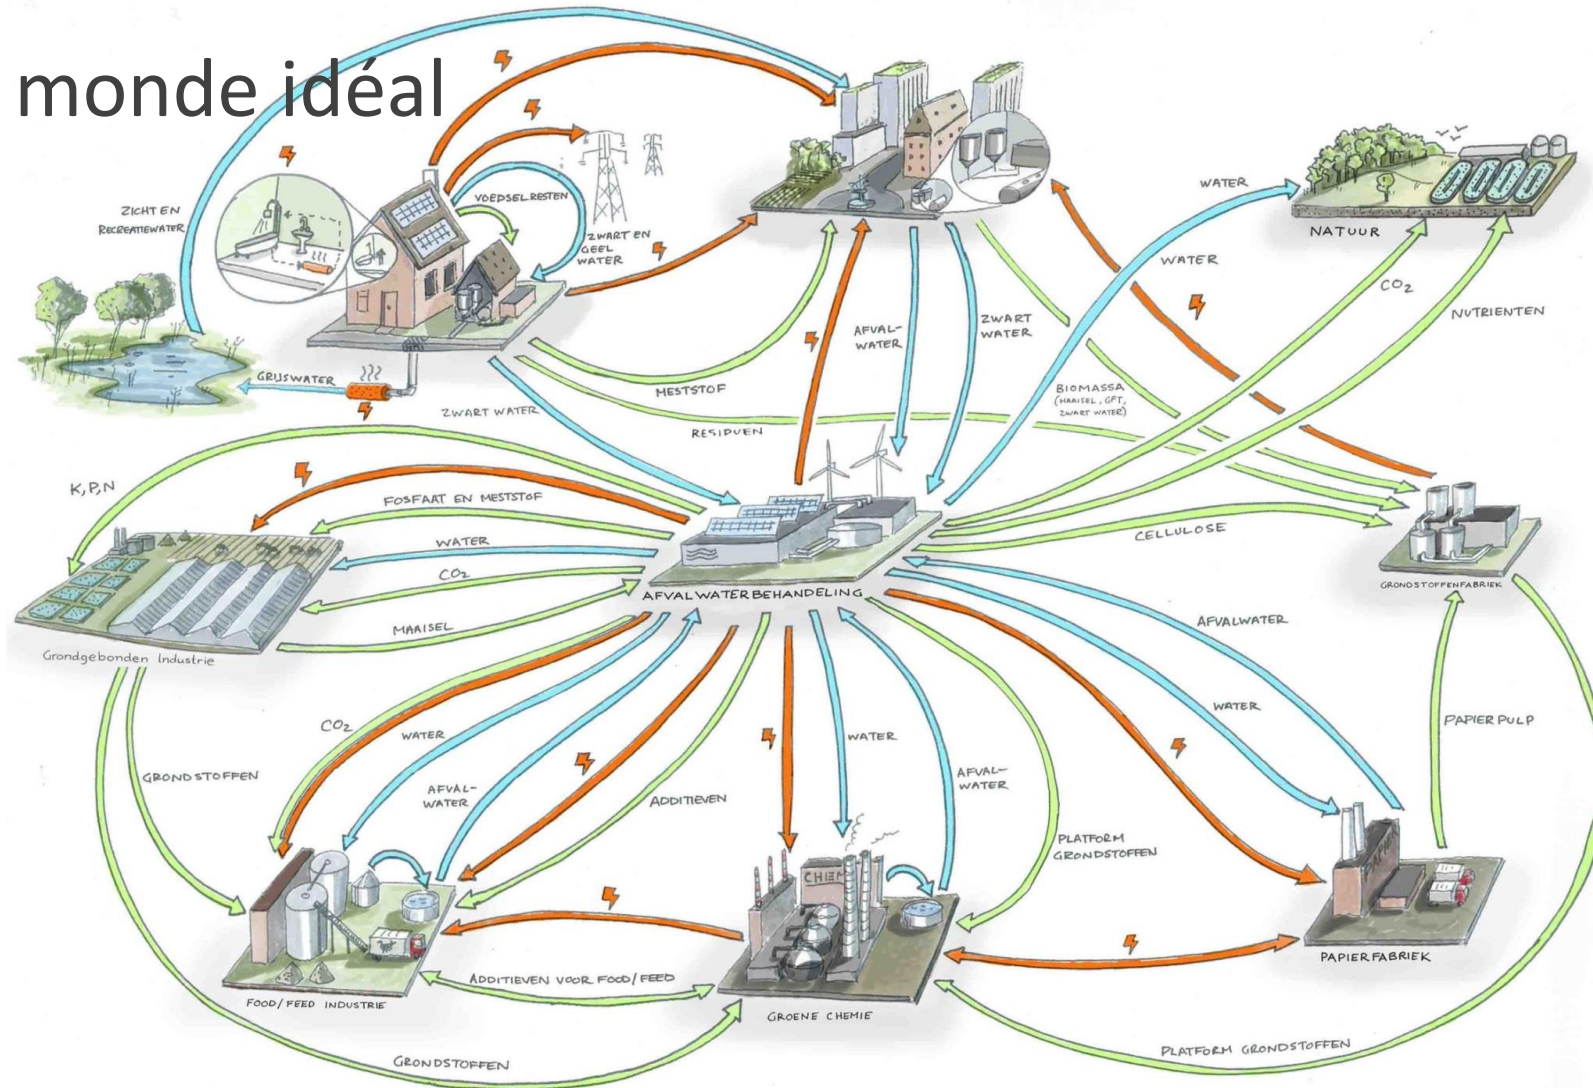 monde idéal
ZICHT EN
RECREATIEWATER
VOEDSELRESTEN
ZWART EN
GEEL
WATER
WATER
NATUUR
WATER
CO₂
NUTRIENTEN
AFVAL-
WATER
ZWART
WATER
GRIJSWATER
MESTSTOF
BIOMASSA
(MAAISEL, GFT,
ZWART WATER)
ZWART WATER
RESIDUEN
K,P,N
FOSFAAT EN MESTSTOF
WATER
CO₂
MAAISEL
Grondgebonden Industrie
AFVALWATERBEHANDELING
CELLULOSE
GRONDSTOFFENFABRIEK
AFVALWATER
WATER
PAPIERPULP
CO₂
WATER
GRONDSTOFFEN
AFVAL-
WATER
ADDITIEVEN
WATER
AFVAL-
WATER
PLATFORM
GRONDSTOFFEN
CHEM
ADDITIEVEN VOOR FOOD/FEED
FOOD/FEED INDUSTRIE
GROENE CHEMIE
PAPIERFABRIEK
GRONDSTOFFEN
PLATFORM GRONDSTOFFEN